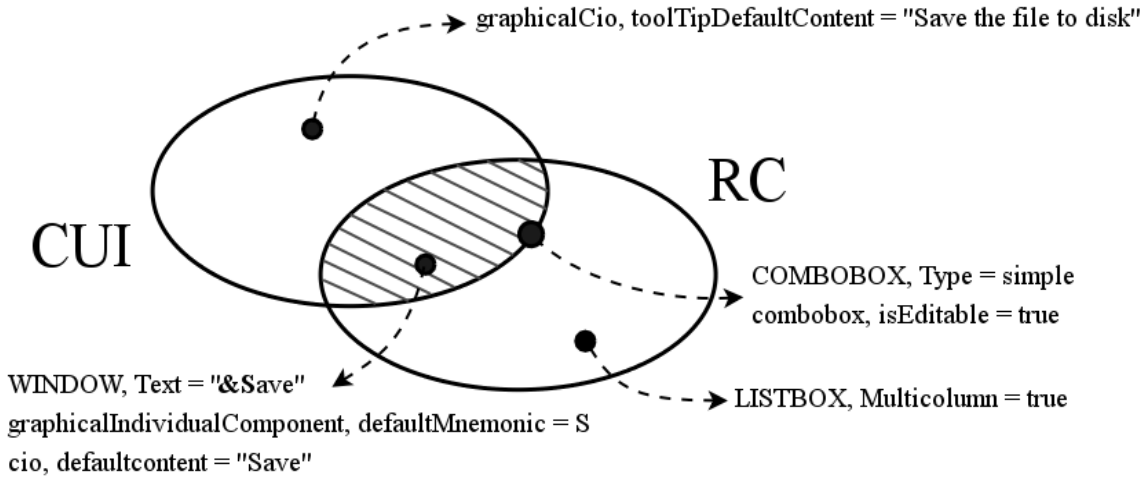 graphicalCio, toolTipDefaultContent = "Save the file to disk"
RC
CUI
COMBOBOX, Type = simple
combobox, isEditable = true
WINDOW, Text = "&Save"
LISTBOX, Multicolumn = true
graphicalIndividualComponent, defaultMnemonic = S
cio, defaultcontent = "Save"